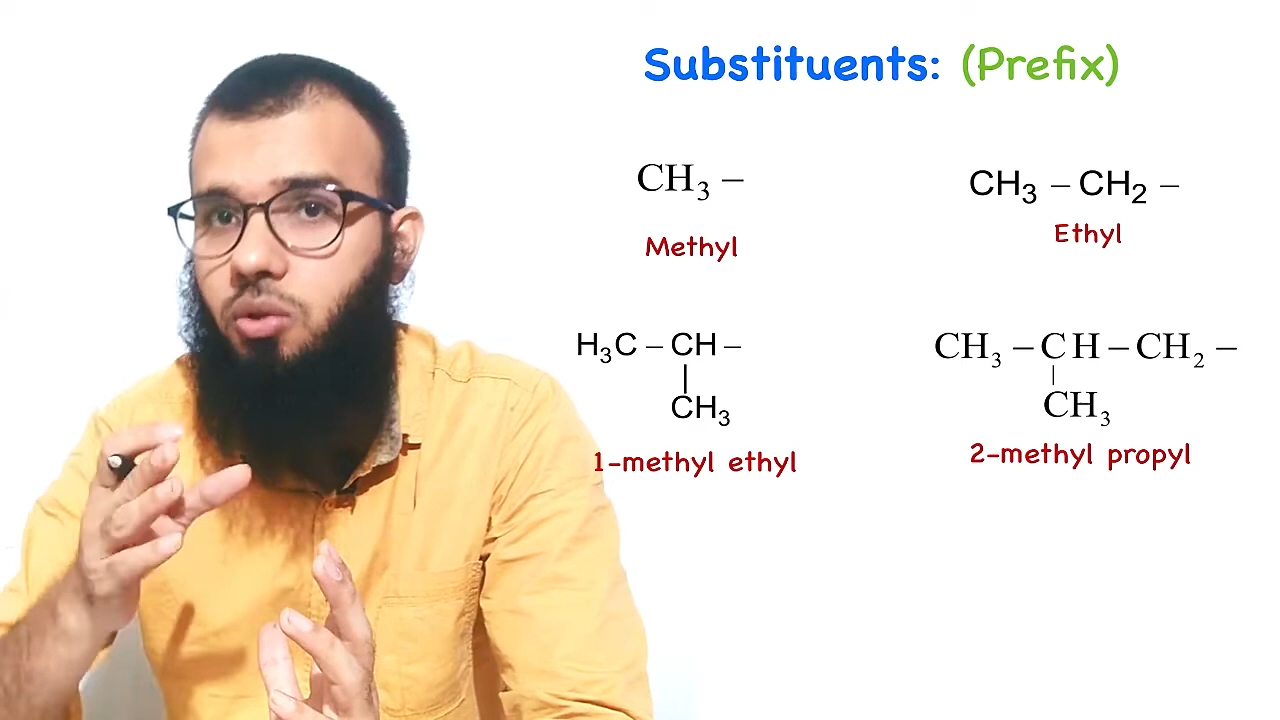 Substituents: (Prefix)
CH₃ –
CH₃ – CH₂ –
Methyl
Ethyl
H₃C – CH –
|
CH₃
CH₃ – CH – CH₂ –
|
CH₃
1-methyl ethyl
2-methyl propyl